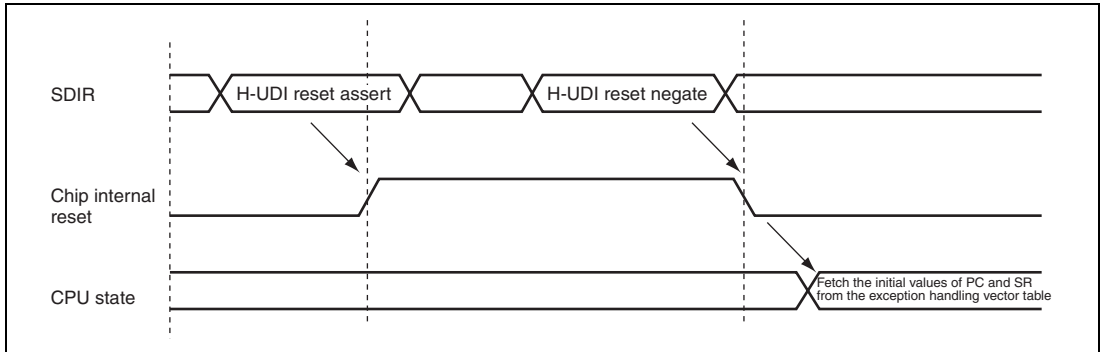 SDIR
H-UDI reset assert
H-UDI reset negate
Chip internal
reset
CPU state
Fetch the initial values of PC and SR
from the exception handling vector table